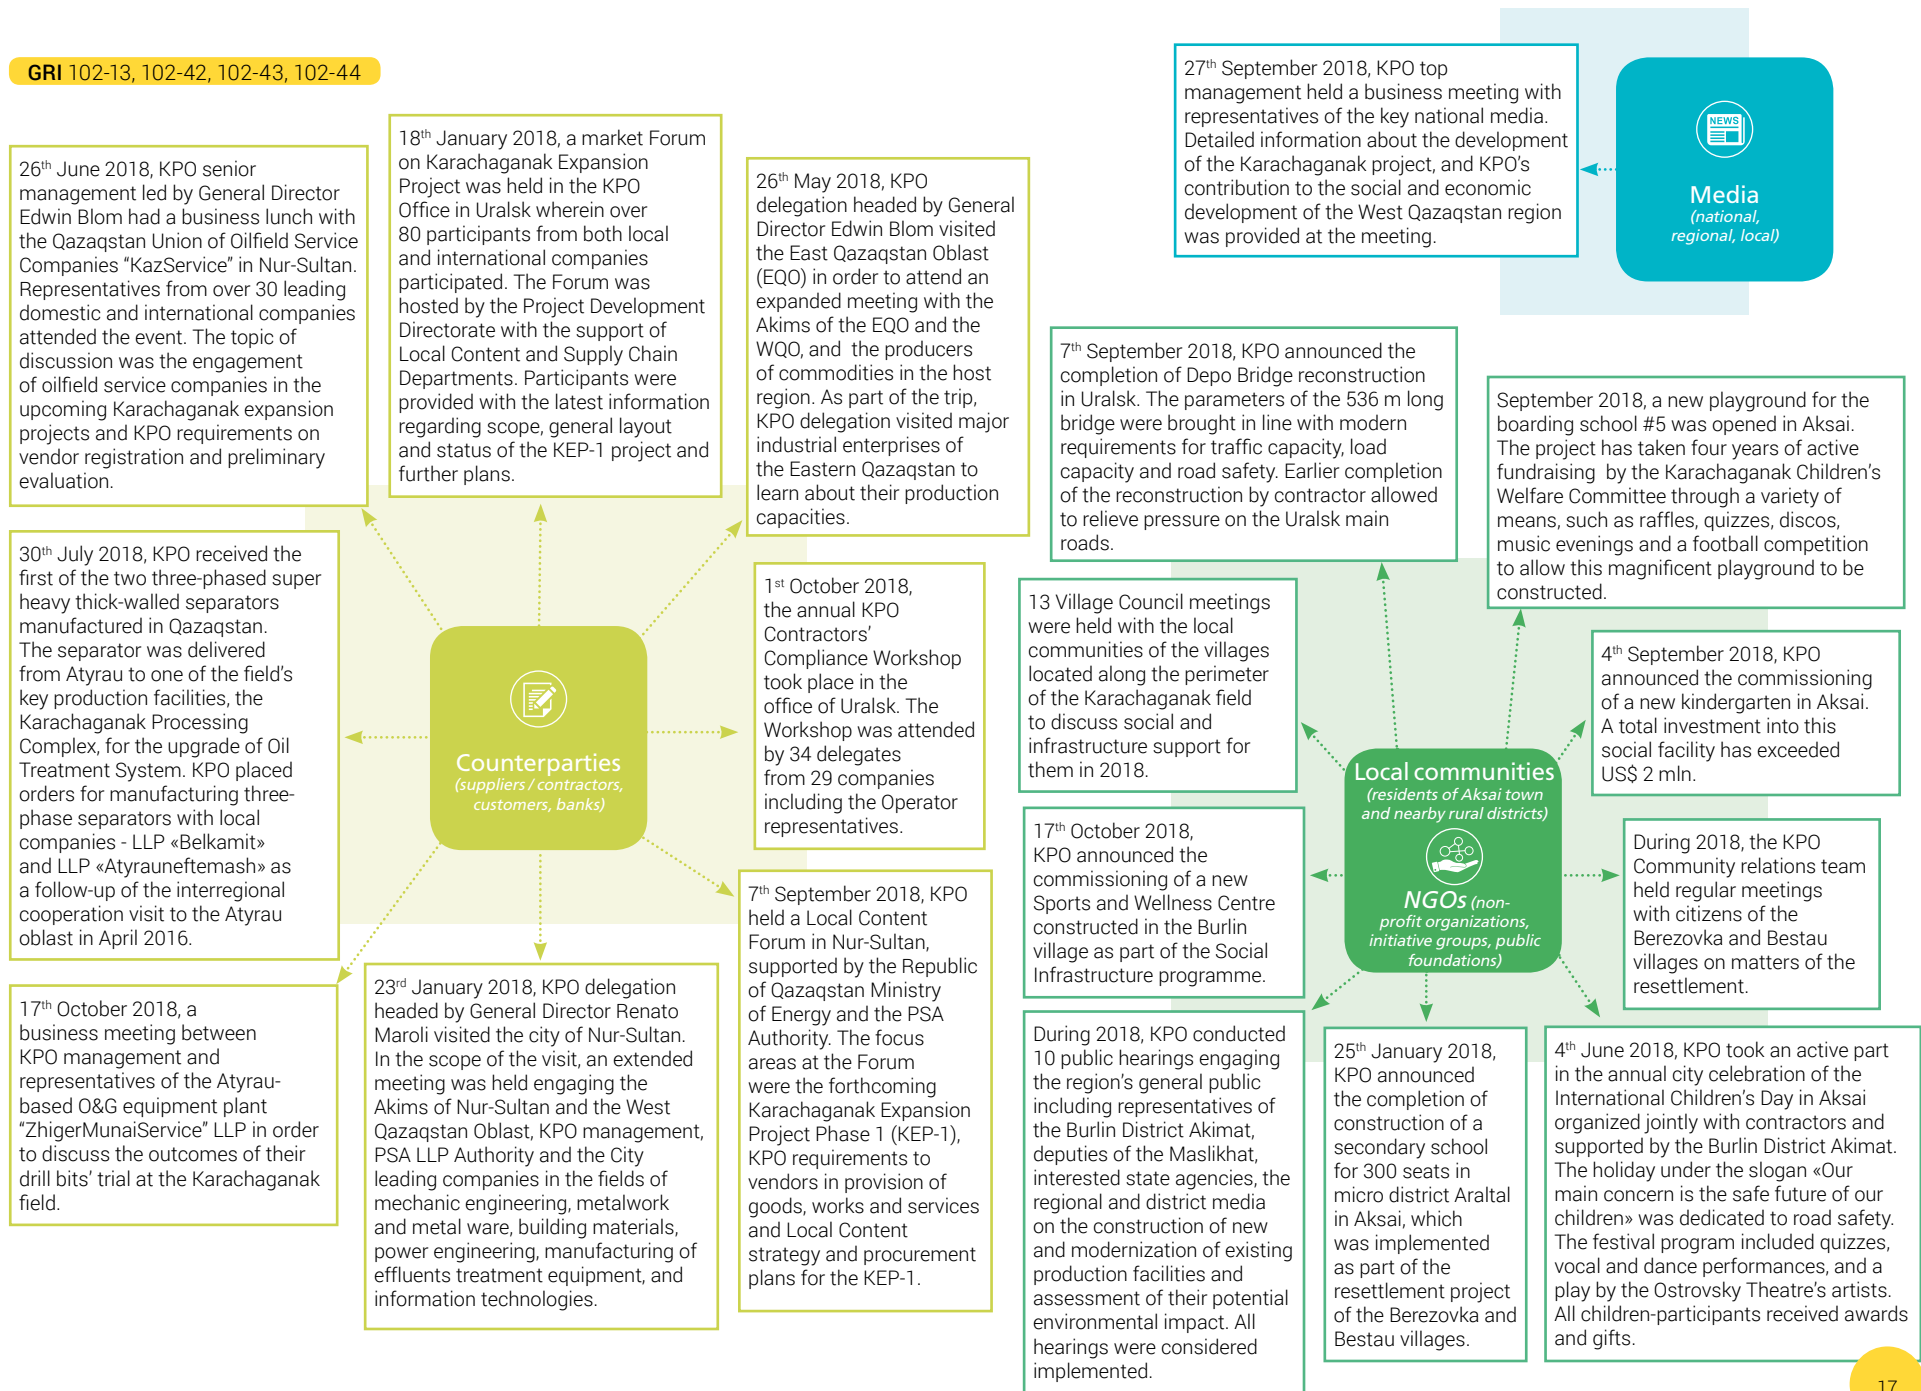 GRI 102-13, 102-42, 102-43, 102-44
26th June 2018, KPO senior
management led by General Director
Edwin Blom had a business lunch with
the Qazaqstan Union of Oilfield Service
Companies “KazService” in Nur-Sultan.
Representatives from over 30 leading
domestic and international companies
attended the event. The topic of
discussion was the engagement
of oilfield service companies in the
upcoming Karachaganak expansion
projects and KPO requirements on
vendor registration and preliminary
evaluation.
18th January 2018, a market Forum
on Karachaganak Expansion
Project was held in the KPO
Office in Uralsk wherein over
80 participants from both local
and international companies
participated. The Forum was
hosted by the Project Development
Directorate with the support of
Local Content and Supply Chain
Departments. Participants were
provided with the latest information
regarding scope, general layout
and status of the KEP-1 project and
further plans.
26th May 2018, KPO
delegation headed by General
Director Edwin Blom visited
the East Qazaqstan Oblast
(EQO) in order to attend an
expanded meeting with the
Akims of the EQO and the
WQO, and the producers
of commodities in the host
region. As part of the trip,
KPO delegation visited major
industrial enterprises of
the Eastern Qazaqstan to
learn about their production
capacities.
30th July 2018, KPO received the
first of the two three-phased super
heavy thick-walled separators
manufactured in Qazaqstan.
The separator was delivered
from Atyrau to one of the field’s
key production facilities, the
Karachaganak Processing
Complex, for the upgrade of Oil
Treatment System. KPO placed
orders for manufacturing three-
phase separators with local
companies - LLP «Belkamit»
and LLP «Atyrauneftemash» as
a follow-up of the interregional
cooperation visit to the Atyrau
oblast in April 2016.
Counterparties
(suppliers / contractors,
customers, banks)
1st October 2018,
the annual KPO
Contractors’
Compliance Workshop
took place in the
office of Uralsk. The
Workshop was attended
by 34 delegates
from 29 companies
including the Operator
representatives.
17th October 2018, a
business meeting between
KPO management and
representatives of the Atyrau-
based O&G equipment plant
“ZhigerMunaiService” LLP in order
to discuss the outcomes of their
drill bits’ trial at the Karachaganak
field.
23rd January 2018, KPO delegation
headed by General Director Renato
Maroli visited the city of Nur-Sultan.
In the scope of the visit, an extended
meeting was held engaging the
Akims of Nur-Sultan and the West
Qazaqstan Oblast, KPO management,
PSA LLP Authority and the City
leading companies in the fields of
mechanic engineering, metalwork
and metal ware, building materials,
power engineering, manufacturing of
effluents treatment equipment, and
information technologies.
7th September 2018, KPO
held a Local Content
Forum in Nur-Sultan,
supported by the Republic
of Qazaqstan Ministry
of Energy and the PSA
Authority. The focus
areas at the Forum
were the forthcoming
Karachaganak Expansion
Project Phase 1 (KEP-1),
KPO requirements to
vendors in provision of
goods, works and services
and Local Content
strategy and procurement
plans for the KEP-1.
27th September 2018, KPO top
management held a business meeting with
representatives of the key national media.
Detailed information about the development
of the Karachaganak project, and KPO’s
contribution to the social and economic
development of the West Qazaqstan region
was provided at the meeting.
NEWS
Media
(national,
regional, local)
7th September 2018, KPO announced the
completion of Depo Bridge reconstruction
in Uralsk. The parameters of the 536 m long
bridge were brought in line with modern
requirements for traffic capacity, load
capacity and road safety. Earlier completion
of the reconstruction by contractor allowed
to relieve pressure on the Uralsk main
roads.
September 2018, a new playground for the
boarding school #5 was opened in Aksai.
The project has taken four years of active
fundraising by the Karachaganak Children’s
Welfare Committee through a variety of
means, such as raffles, quizzes, discos,
music evenings and a football competition
to allow this magnificent playground to be
constructed.
13 Village Council meetings
were held with the local
communities of the villages
located along the perimeter
of the Karachaganak field
to discuss social and
infrastructure support for
them in 2018.
4th September 2018, KPO
announced the commissioning
of a new kindergarten in Aksai.
A total investment into this
social facility has exceeded
US$ 2 mln.
Local communities
(residents of Aksai town
and nearby rural districts)
NGOs (non-
profit organizations,
initiative groups, public
foundations)
17th October 2018,
KPO announced the
commissioning of a new
Sports and Wellness Centre
constructed in the Burlin
village as part of the Social
Infrastructure programme.
During 2018, the KPO
Community relations team
held regular meetings
with citizens of the
Berezovka and Bestau
villages on matters of the
resettlement.
During 2018, KPO conducted
10 public hearings engaging
the region’s general public
including representatives of
the Burlin District Akimat,
deputies of the Maslikhat,
interested state agencies, the
regional and district media
on the construction of new
and modernization of existing
production facilities and
assessment of their potential
environmental impact. All
hearings were considered
implemented.
25th January 2018,
KPO announced
the completion of
construction of a
secondary school
for 300 seats in
micro district Araltal
in Aksai, which
was implemented
as part of the
resettlement project
of the Berezovka and
Bestau villages.
4th June 2018, KPO took an active part
in the annual city celebration of the
International Children’s Day in Aksai
organized jointly with contractors and
supported by the Burlin District Akimat.
The holiday under the slogan «Our
main concern is the safe future of our
children» was dedicated to road safety.
The festival program included quizzes,
vocal and dance performances, and a
play by the Ostrovsky Theatre’s artists.
All children-participants received awards
and gifts.
17